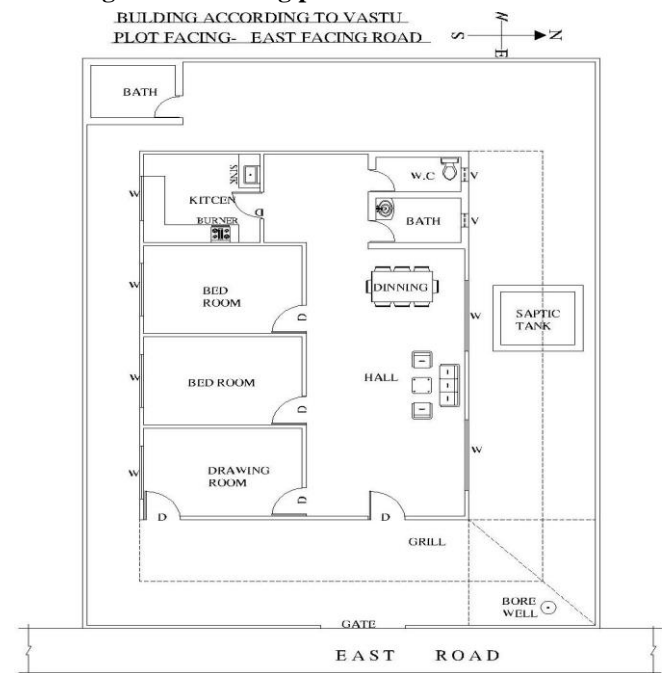 BULDING ACCORDING TO VASTU
PLOT FACING- EAST FACING ROAD
W
S
N
E
BATH
SINK
W.C
V
W
KITCEN
D
BURNER
BATH
V
W
BED
ROOM
D
DINNING
W
SAPTIC
TANK
W
BED ROOM
D
HALL
W
DRAWING
ROOM
D
W
D
D
GRILL
BORE
WELL
GATE
EAST ROAD